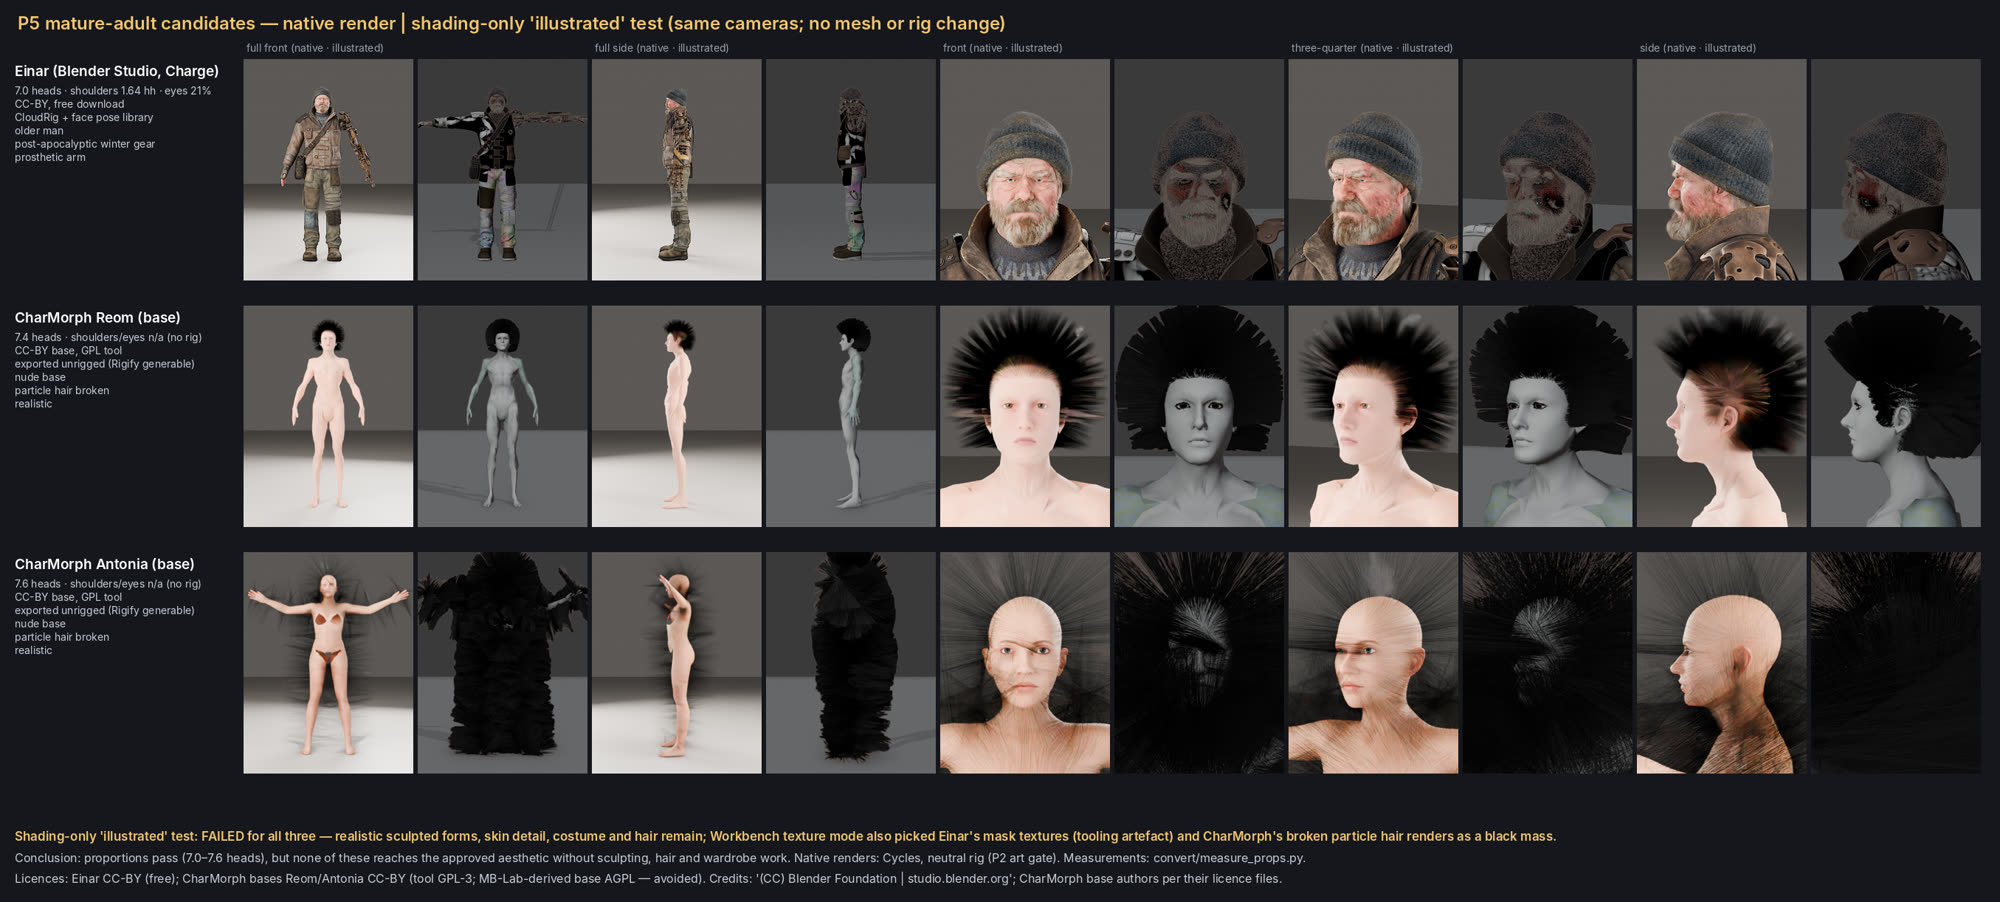 P5 mature-adult candidates — native render | shading-only 'illustrated' test (same cameras; no mesh or rig change)
full front (native · illustrated)
full side (native · illustrated)
front (native · illustrated)
three-quarter (native · illustrated)
side (native · illustrated)
Einar (Blender Studio, Charge)
7.0 heads · shoulders 1.64 hh · eyes 21%
CC-BY, free download
CloudRig + face pose library
older man
post-apocalyptic winter gear
prosthetic arm
CharMorph Reom (base)
7.4 heads · shoulders/eyes n/a (no rig)
CC-BY base, GPL tool
exported unrigged (Rigify generable)
nude base
particle hair broken
realistic
CharMorph Antonia (base)
7.6 heads · shoulders/eyes n/a (no rig)
CC-BY base, GPL tool
exported unrigged (Rigify generable)
nude base
particle hair broken
realistic
Shading-only 'illustrated' test: FAILED for all three — realistic sculpted forms, skin detail, costume and hair remain; Workbench texture mode also picked Einar's mask textures (tooling artefact) and CharMorph's broken particle hair renders as a black mass.
Conclusion: proportions pass (7.0–7.6 heads), but none of these reaches the approved aesthetic without sculpting, hair and wardrobe work. Native renders: Cycles, neutral rig (P2 art gate). Measurements: convert/measure_props.py.
Licences: Einar CC-BY (free); CharMorph bases Reom/Antonia CC-BY (tool GPL-3; MB-Lab-derived base AGPL — avoided). Credits: '(CC) Blender Foundation | studio.blender.org'; CharMorph base authors per their licence files.